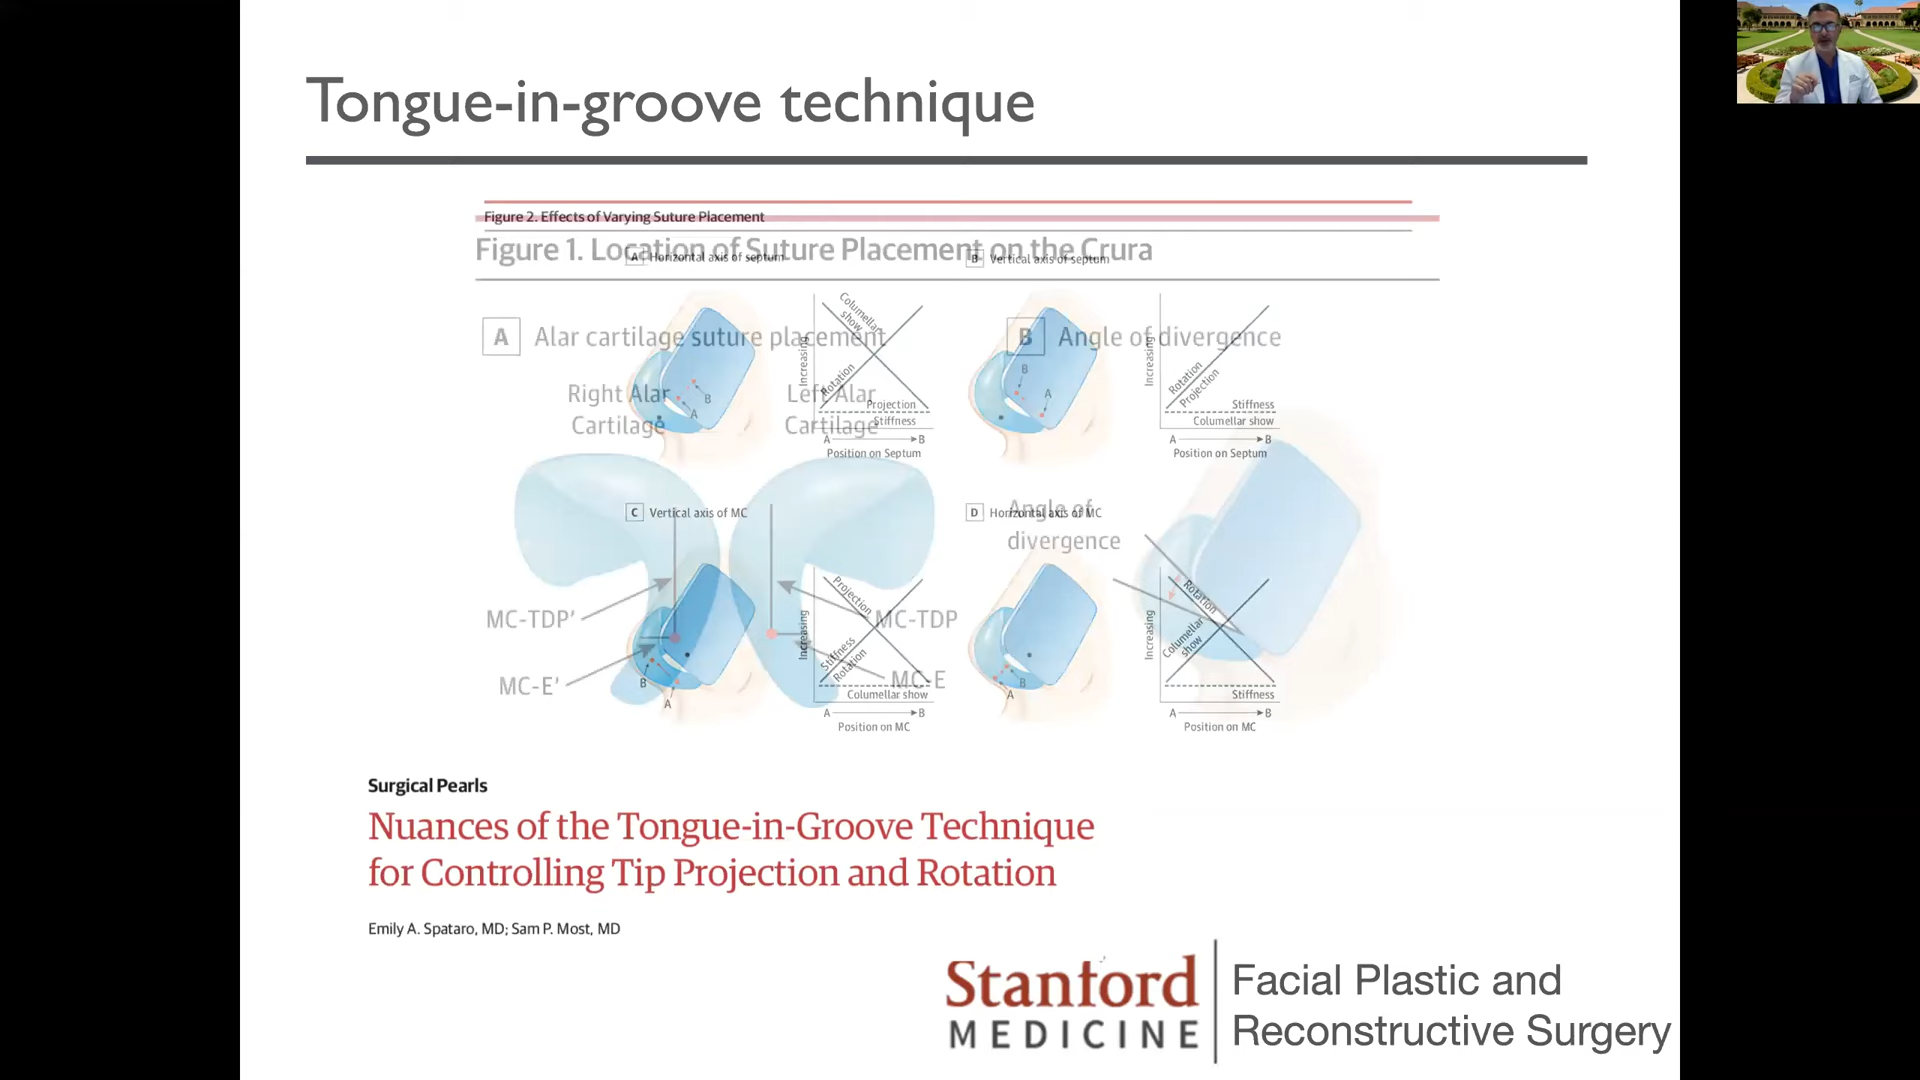 Tongue-in-groove technique
Figure 2. Effects of Varying Suture Placement
Figure 1. Location of Suture Placement on the Crura
A Horizontal axis of septum
B Vertical axis of septum
A Alar cartilage suture placement
B Angle of divergence
Right Alar
Cartilage
Left Alar
Cartilage
B
A
Increasing
Columellar
show
Rotation
Projection
Stiffness
A B
Position on Septum
B
A
Increasing
Rotation
Projection
Stiffness
Columellar show
A B
Position on Septum
C Vertical axis of MC
D Horizontal axis of MC
Angle of
divergence
MC-TDP'
MC-TDP
MC-E'
MC-E
B
A
Increasing
Projection
Stiffness
Rotation
Columellar show
A B
Position on MC
B
A
Increasing
Rotation
Columellar
show
Stiffness
A B
Position on MC
Surgical Pearls
Nuances of the Tongue-in-Groove Technique
for Controlling Tip Projection and Rotation
Emily A. Spataro, MD; Sam P. Most, MD
Stanford
MEDICINE
Facial Plastic and
Reconstructive Surgery